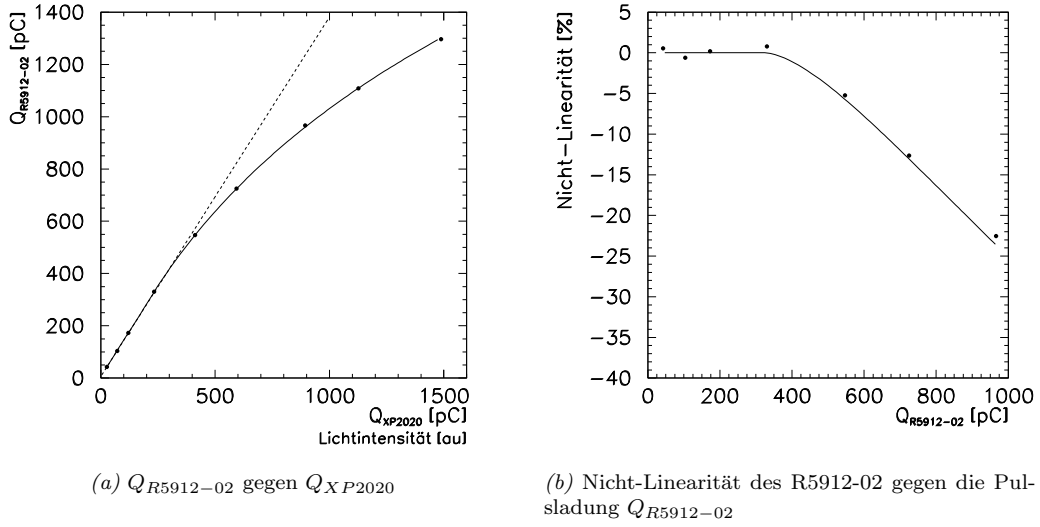 1400
1200
1000
800
600
400
200
0
Q_R5912-02 [pC]
0 500 1000 1500
Q_XP2020 [pC]
Lichtintensität [au]
5
0
-5
-10
-15
-20
-25
-30
-35
-40
Nicht-Linearität [%]
0 200 400 600 800 1000
Q_R5912-02 [pC]
(a) Q_R5912−02 gegen Q_XP2020
(b) Nicht-Linearität des R5912-02 gegen die Pul-
sladung Q_R5912−02